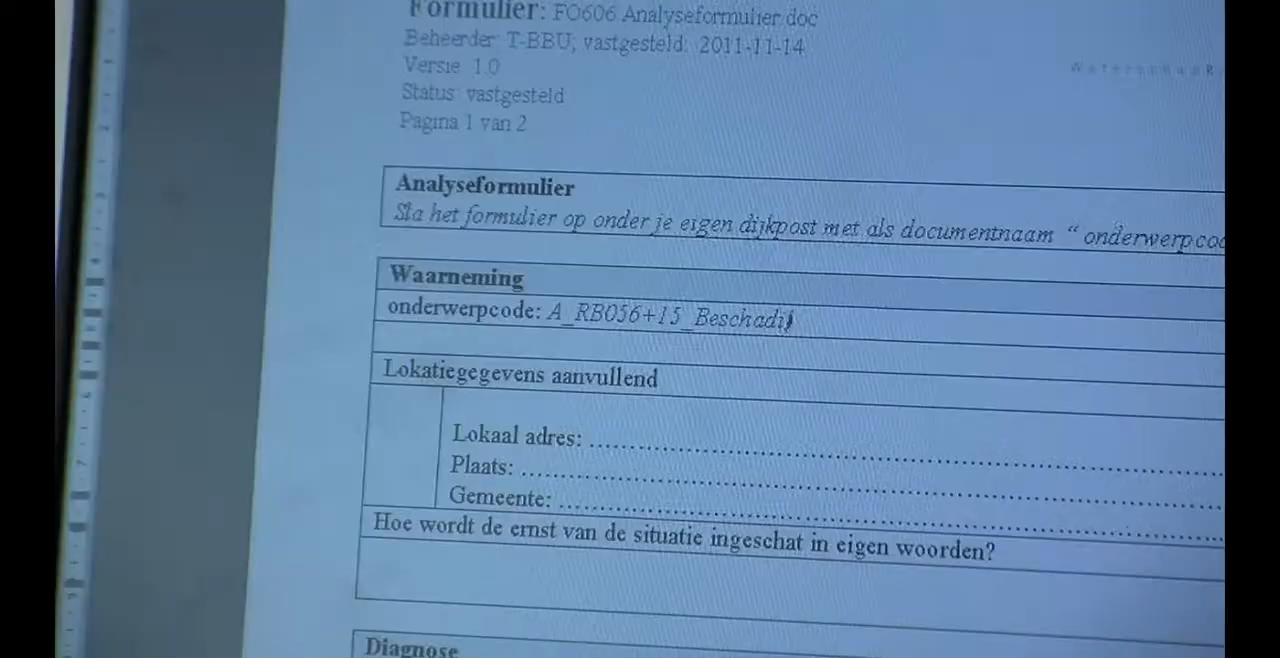 Formulier: FO606 Analyseformulier.doc
Beheerder: T-BBU; vastgesteld: 2011-11-14
Versie: 1.0
Status: vastgesteld
Pagina 1 van 2
Analyseformulier
Sla het formulier op onder je eigen dijkpost met als documentnaam “ onderwerpcod
Waarneming
onderwerpcode: A_RB056+15_Beschadij
Lokatiegegevens aanvullend
Lokaal adres: ........................................................................
Plaats: ........................................................................
Gemeente: ........................................................................
Hoe wordt de ernst van de situatie ingeschat in eigen woorden?
Diagnose